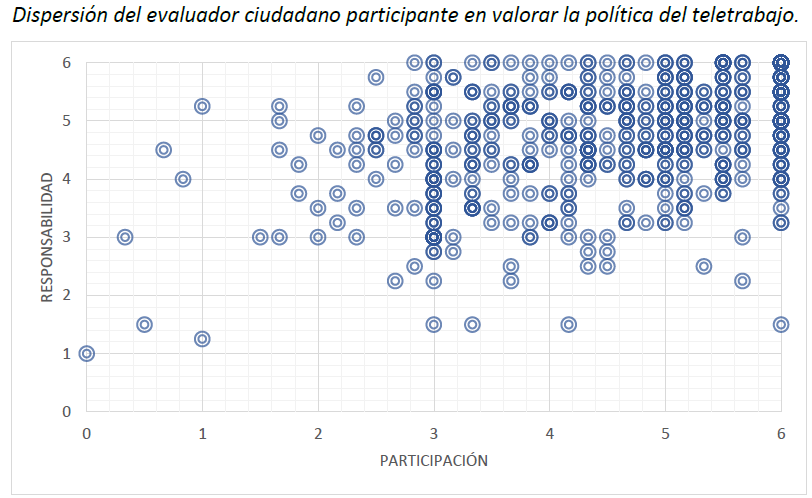 Dispersión del evaluador ciudadano participante en valorar la política del teletrabajo.
6
5
4
3
2
1
0
RESPONSABILIDAD
0 1 2 3 4 5 6
PARTICIPACIÓN